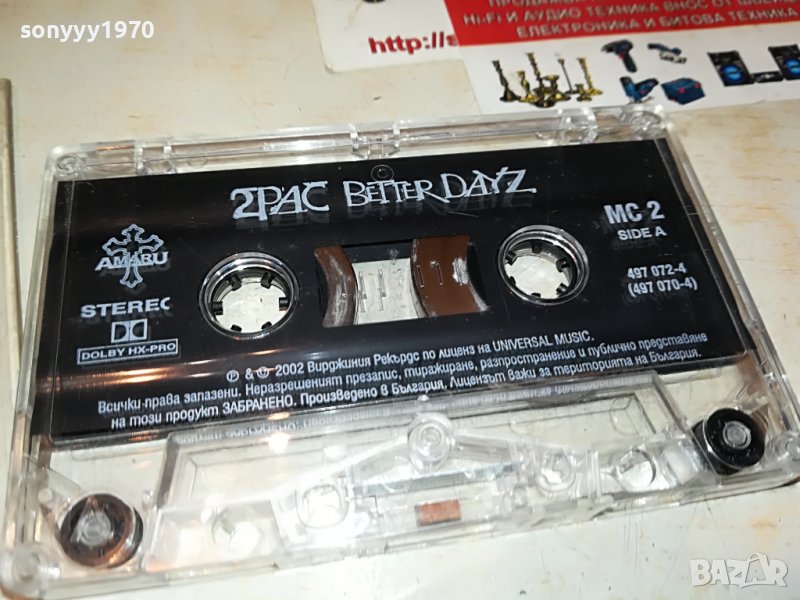 sonyyy1970
ПРОДАЖБА
HI-FI И АУДИО ТЕХНИКА ВНОС ОТ
ЕЛЕКТРОНИКА И БИТОВА ТЕХНИКА
http://s
2PAC BETTER DAYZ
AMARU
MC 2
SIDE A
STEREO
497 072-4
(497 070-4)
DOLBY HX-PRO
℗ & © 2002 Вирджиния Рекърдс по лиценз на UNIVERSAL MUSIC.
Всички права запазени. Неразрешеният презапис, тиражиране, разпространение и публично представяне
на този продукт ЗАБРАНЕНО. Произведено в България. Лицензът важи за територията на България.
BAZAR